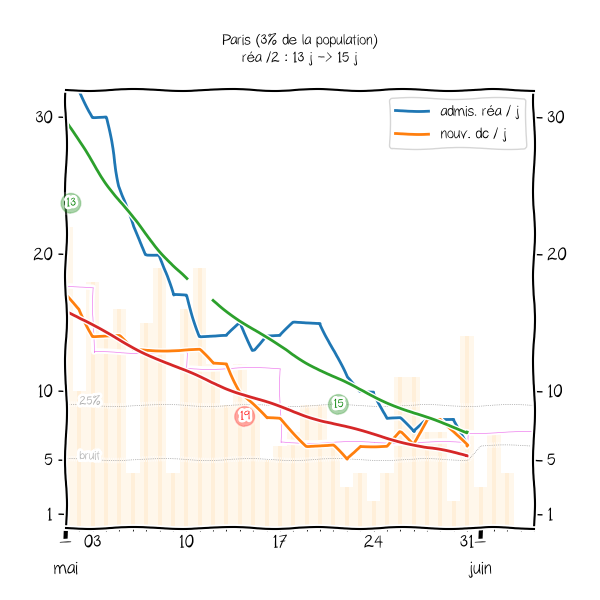 Paris (3% de la population)
réa /2 : 13 j -> 15 j
admis. réa / j
nouv. dc / j
30
30
13
20
20
10
10
25%
15
19
bruit
5
5
1
1
03
10
17
24
31
mai
juin